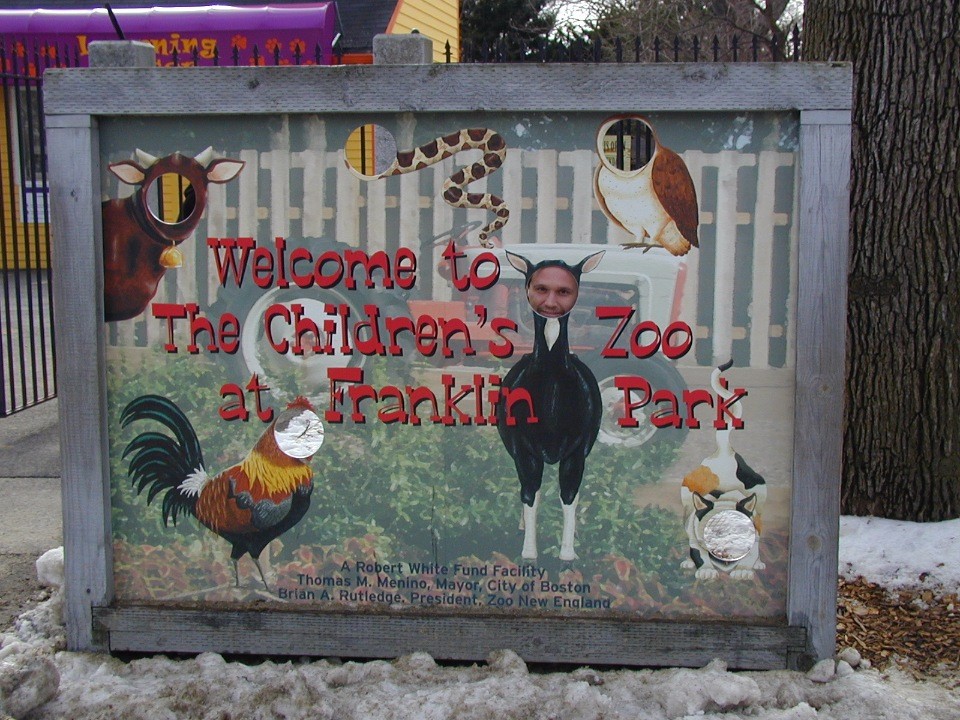 Learning
Welcome to
The Children's Zoo
at Franklin Park
A Robert White Fund Facility
Thomas M. Menino, Mayor, City of Boston
Brian A. Rutledge, President, Zoo New England